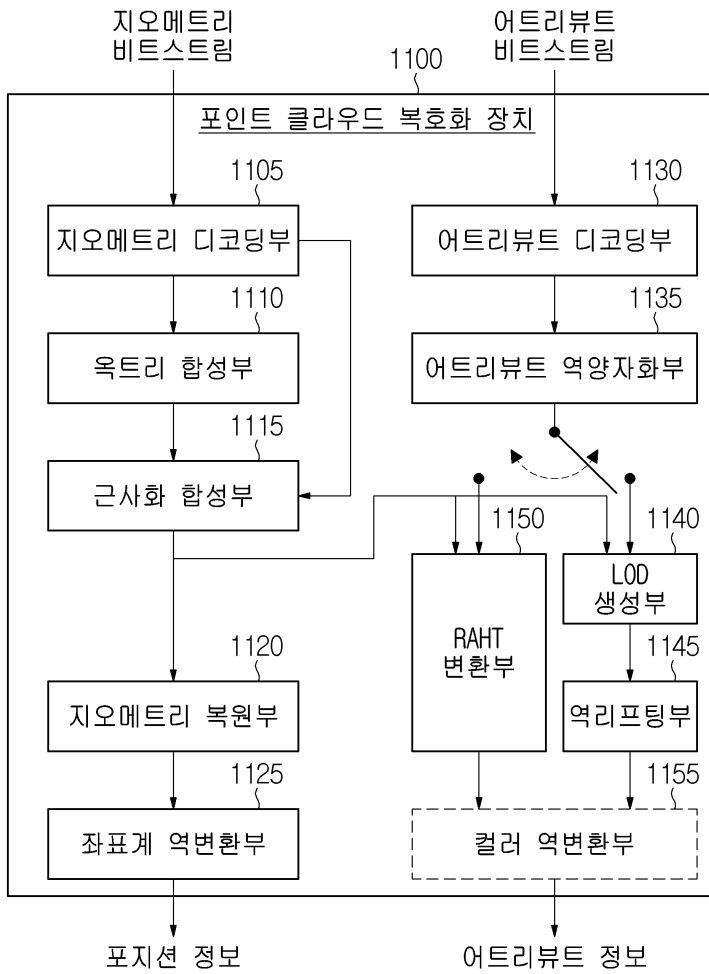 지오메트리
비트스트림
어트리뷰트
비트스트림
1100
포인트 클라우드 복호화 장치
1105
지오메트리 디코딩부
1130
어트리뷰트 디코딩부
1110
옥트리 합성부
1135
어트리뷰트 역양자화부
1115
근사화 합성부
1150
RAHT
변환부
1140
LOD
생성부
1120
지오메트리 복원부
1145
역리프팅부
1125
좌표계 역변환부
1155
컬러 역변환부
포지션 정보
어트리뷰트 정보